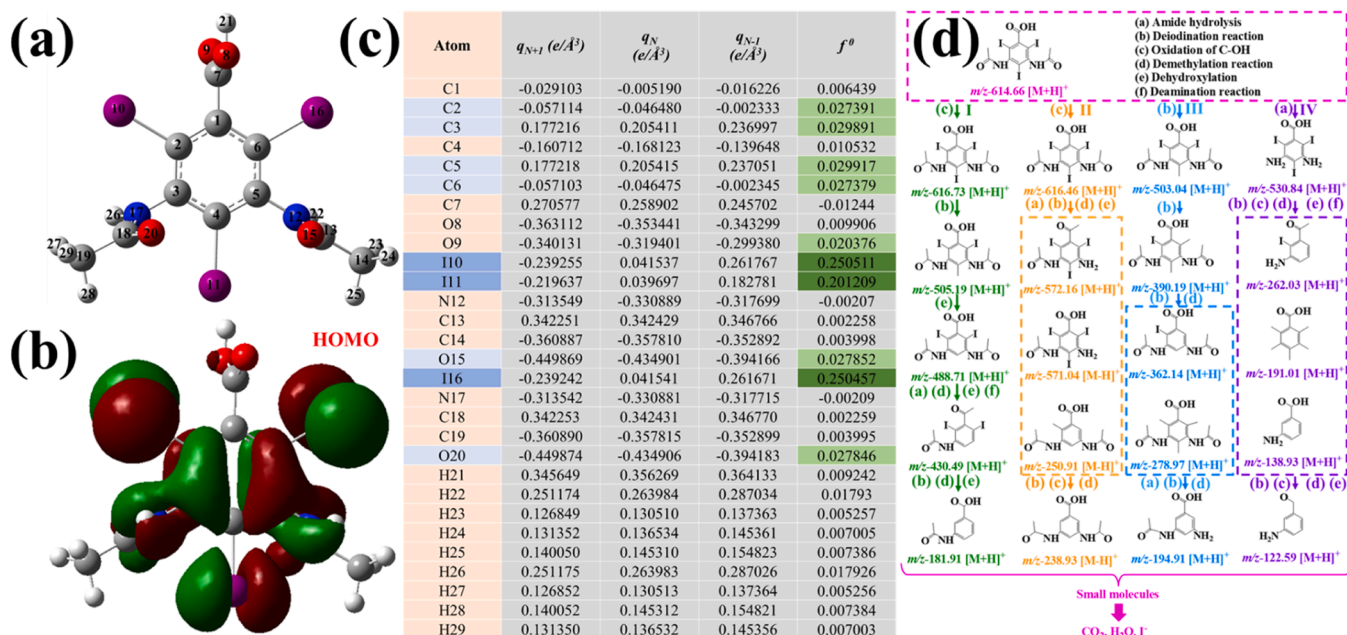 (a)
21
9
8
7
10
16
1
2
6
3
5
4
26
17
18
20
12
22
15
13
27
29
19
28
23
24
14
25
11
(b)
HOMO
(c)
Atom q_{N+1} (e/Å³) q_N (e/Å³) q_{N-1} (e/Å³) f⁰
C1 -0.029103 -0.005190 -0.016226 0.006439
C2 -0.057114 -0.046480 -0.002333 0.027391
C3 0.177216 0.205411 0.236997 0.029891
C4 -0.160712 -0.168123 -0.139648 0.010532
C5 0.177218 0.205415 0.237051 0.029917
C6 -0.057103 -0.046475 -0.002345 0.027379
C7 0.270577 0.258902 0.245702 -0.01244
O8 -0.363112 -0.353441 -0.343299 0.009906
O9 -0.340131 -0.319401 -0.299380 0.020376
I10 -0.239255 0.041537 0.261767 0.250511
I11 -0.219637 0.039697 0.182781 0.201209
N12 -0.313549 -0.330889 -0.317699 -0.00207
C13 0.342251 0.342429 0.346766 0.002258
C14 -0.360887 -0.357810 -0.352892 0.003998
O15 -0.449869 -0.434901 -0.394166 0.027852
I16 -0.239242 0.041541 0.261671 0.250457
N17 -0.313542 -0.330881 -0.317715 -0.00209
C18 0.342253 0.342431 0.346770 0.002259
C19 -0.360890 -0.357815 -0.352899 0.003995
O20 -0.449874 -0.434906 -0.394183 0.027846
H21 0.345649 0.356269 0.364133 0.009242
H22 0.251174 0.263984 0.287034 0.01793
H23 0.126849 0.130510 0.137363 0.005257
H24 0.131352 0.136534 0.145361 0.007005
H25 0.140050 0.145310 0.154823 0.007386
H26 0.251175 0.263983 0.287026 0.017926
H27 0.126852 0.130513 0.137364 0.005256
H28 0.140052 0.145312 0.154821 0.007384
H29 0.131350 0.136532 0.145356 0.007003
(d)
m/z-614.66 [M+H]⁺
(a) Amide hydrolysis
(b) Deiodination reaction
(c) Oxidation of C-OH
(d) Demethylation reaction
(e) Dehydroxylation
(f) Deamination reaction
(c) I
m/z-616.73 [M+H]⁺
(b)
m/z-505.19 [M+H]⁺
(e)
m/z-488.71 [M+H]⁺
(a) (d) (e) (f)
m/z-430.49 [M+H]⁺
(b) (d) (e)
m/z-181.91 [M+H]⁺
(c) II
m/z-616.46 [M+H]⁺
(a) (b) (d) (e)
m/z-572.16 [M+H]⁺
m/z-571.04 [M-H]⁺
m/z-250.91 [M-H]⁺
(b) (c) (d)
m/z-238.93 [M-H]⁺
(b) III
m/z-503.04 [M+H]⁺
(b)
m/z-390.19 [M+H]⁺
(b) (d)
m/z-362.14 [M+H]⁺
m/z-278.97 [M+H]⁺
(a) (b) (d)
m/z-194.91 [M+H]⁺
(a) IV
m/z-530.84 [M+H]⁺
(b) (c) (d) (e) (f)
m/z-262.03 [M+H]⁺
m/z-191.01 [M+H]⁺
m/z-138.93 [M+H]⁺
(b) (c) (d) (e)
m/z-122.59 [M+H]⁺
Small molecules
CO₂, H₂O, I⁻